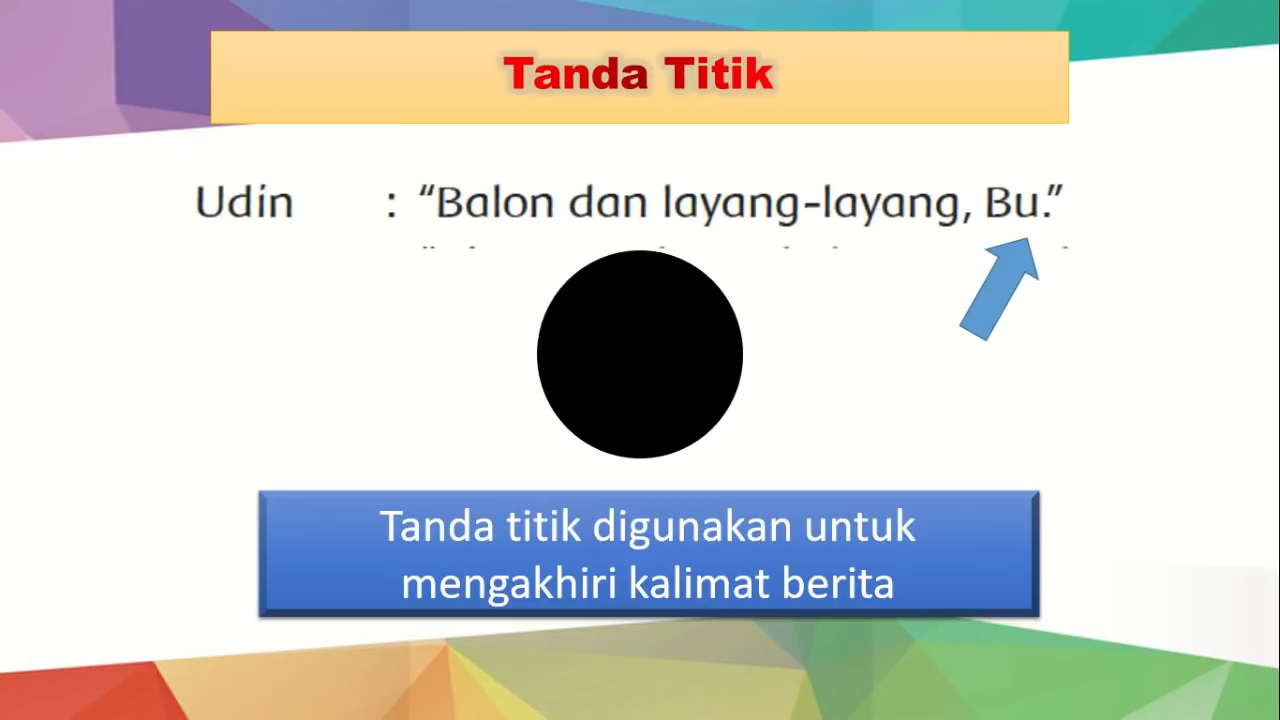 Tanda Titik
Udin : “Balon dan layang-layang, Bu.”
Tanda titik digunakan untuk
mengakhiri kalimat berita